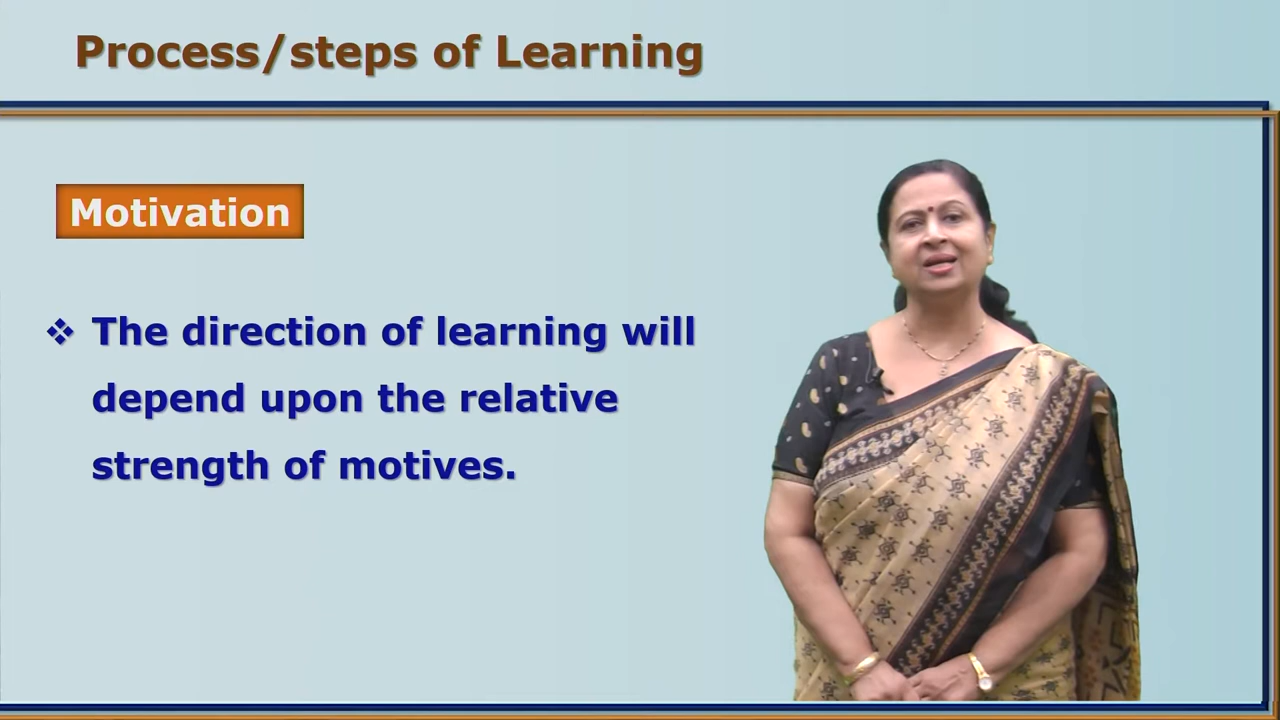 Process/steps of Learning
Motivation
❖ The direction of learning will
depend upon the relative
strength of motives.